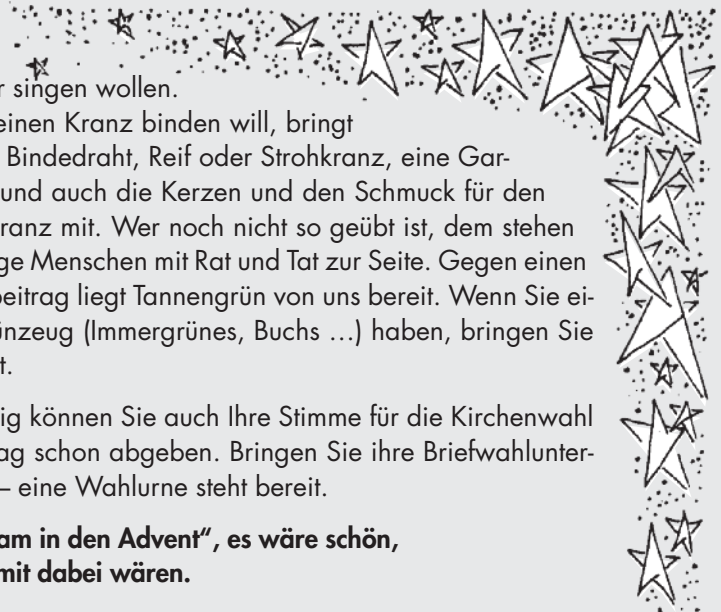 r singen wollen.
einen Kranz binden will, bringt
Bindedraht, Reif oder Strohkranz, eine Gar-
und auch die Kerzen und den Schmuck für den
ranz mit. Wer noch nicht so geübt ist, dem stehen
ge Menschen mit Rat und Tat zur Seite. Gegen einen
beitrag liegt Tannengrün von uns bereit. Wenn Sie ei-
ünzeug (Immergrünes, Buchs …) haben, bringen Sie
t.
ig können Sie auch Ihre Stimme für die Kirchenwahl
ag schon abgeben. Bringen Sie ihre Briefwahlunter-
– eine Wahlurne steht bereit.
am in den Advent“, es wäre schön,
mit dabei wären.